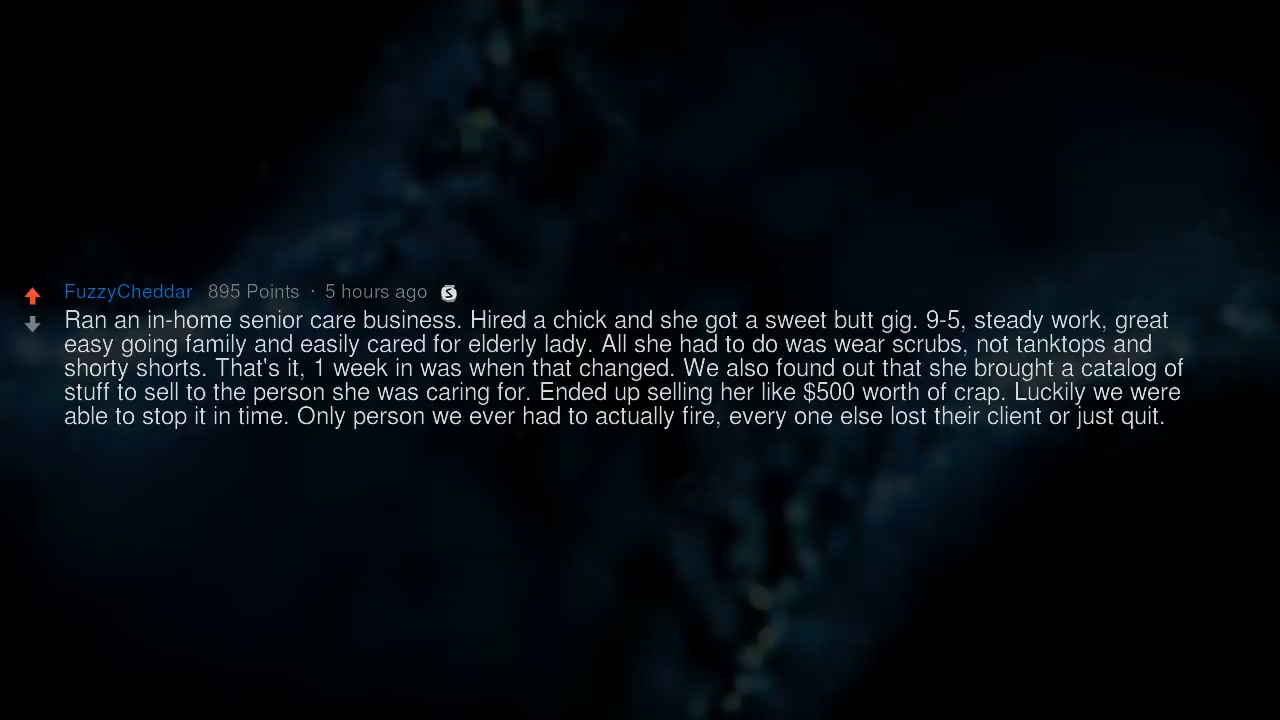 FuzzyCheddar 895 Points · 5 hours ago
Ran an in-home senior care business. Hired a chick and she got a sweet butt gig. 9-5, steady work, great
easy going family and easily cared for elderly lady. All she had to do was wear scrubs, not tanktops and
shorty shorts. That's it, 1 week in was when that changed. We also found out that she brought a catalog of
stuff to sell to the person she was caring for. Ended up selling her like $500 worth of crap. Luckily we were
able to stop it in time. Only person we ever had to actually fire, every one else lost their client or just quit.